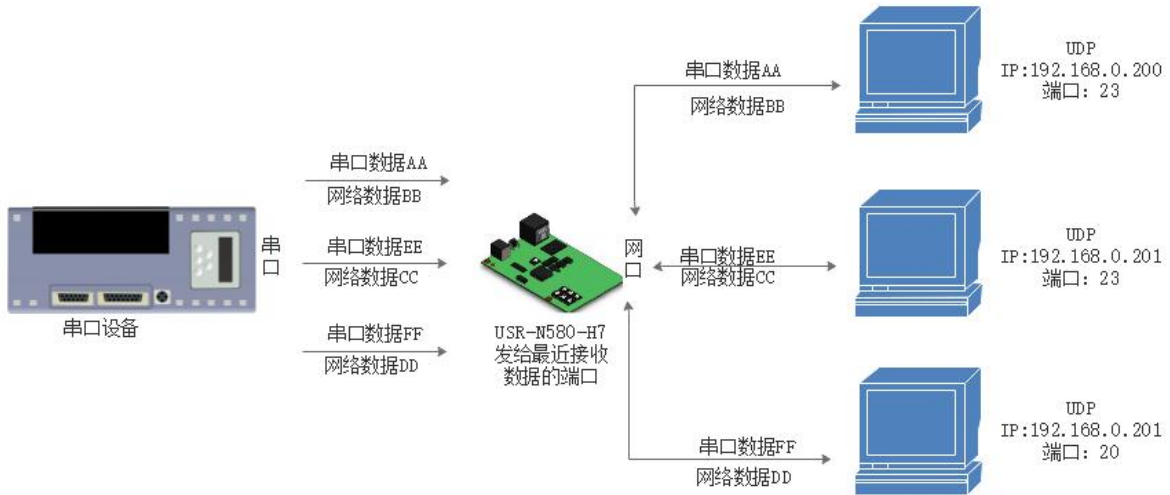 串口数据AA
网络数据BB
UDP
IP:192.168.0.200
端口: 23
串口数据AA
网络数据BB
串口数据EE
网络数据CC
串口数据FF
网络数据DD
串口
串口设备
USR-N580-H7
发给最近接收
数据的端口
网口
串口数据EE
网络数据CC
UDP
IP:192.168.0.201
端口: 23
串口数据FF
网络数据DD
UDP
IP:192.168.0.201
端口: 20